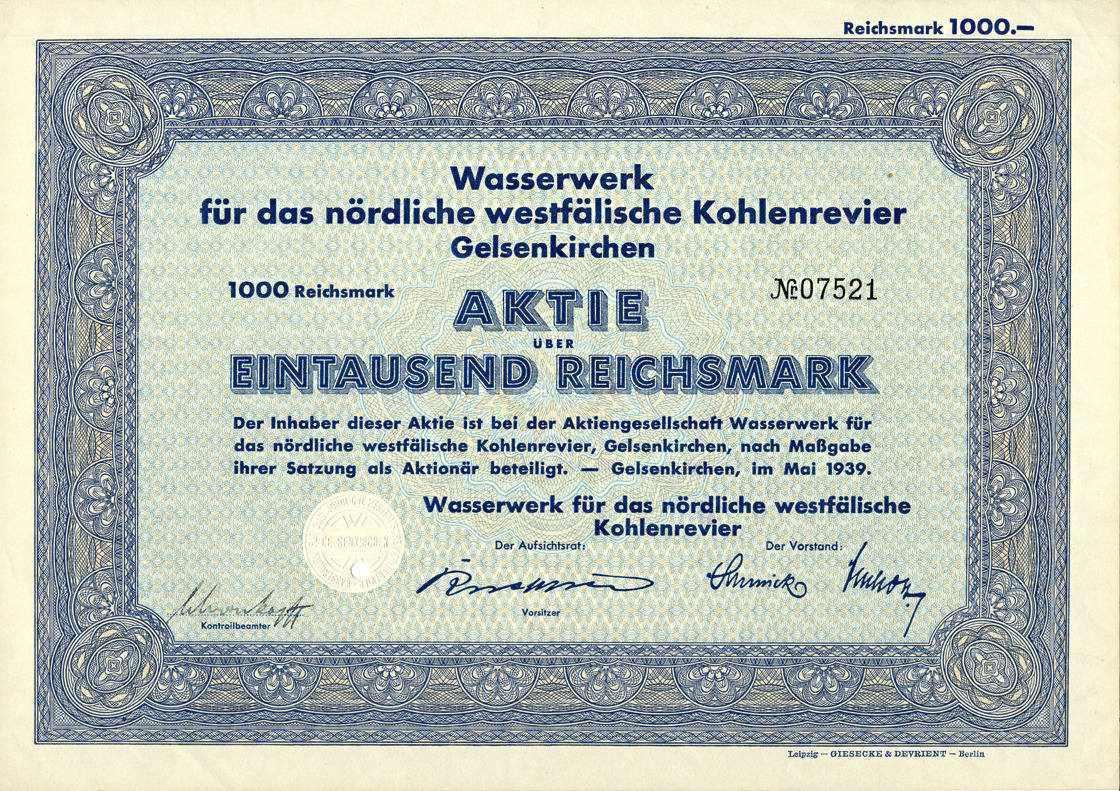 Reichsmark 1000.—
Wasserwerk
für das nördliche westfälische Kohlenrevier
Gelsenkirchen
1000 Reichsmark
№07521
AKTIE
ÜBER
EINTAUSEND REICHSMARK
Der Inhaber dieser Aktie ist bei der Aktiengesellschaft Wasserwerk für
das nördliche westfälische Kohlenrevier, Gelsenkirchen, nach Maßgabe
ihrer Satzung als Aktionär beteiligt. — Gelsenkirchen, im Mai 1939.
Wasserwerk für das nördliche westfälische
Kohlenrevier
Der Aufsichtsrat:
Der Vorstand:
GELSENKIRCHEN
Vorsitzer
Kontrollbeamter
Leipzig — GIESECKE & DEVRIENT — Berlin